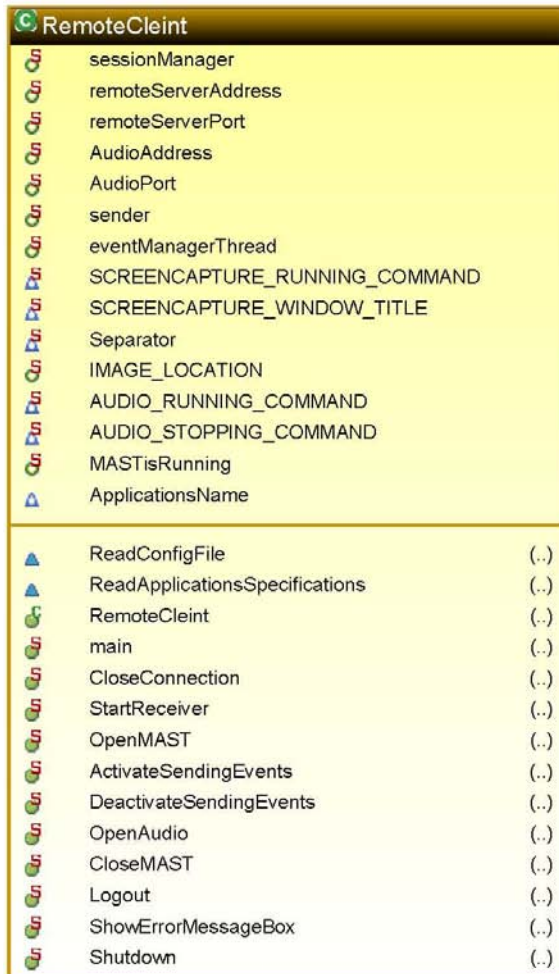 C RemoteCleint
S sessionManager
S remoteServerAddress
S remoteServerPort
S AudioAddress
S AudioPort
S sender
S eventManagerThread
S SCREENCAPTURE_RUNNING_COMMAND
S SCREENCAPTURE_WINDOW_TITLE
S Separator
S IMAGE_LOCATION
S AUDIO_RUNNING_COMMAND
S AUDIO_STOPPING_COMMAND
S MASTisRunning
ApplicationsName
ReadConfigFile (..)
ReadApplicationsSpecifications (..)
C RemoteCleint (..)
S main (..)
S CloseConnection (..)
S StartReceiver (..)
S OpenMAST (..)
S ActivateSendingEvents (..)
S DeactivateSendingEvents (..)
S OpenAudio (..)
S CloseMAST (..)
S Logout (..)
S ShowErrorMessageBox (..)
S Shutdown (..)